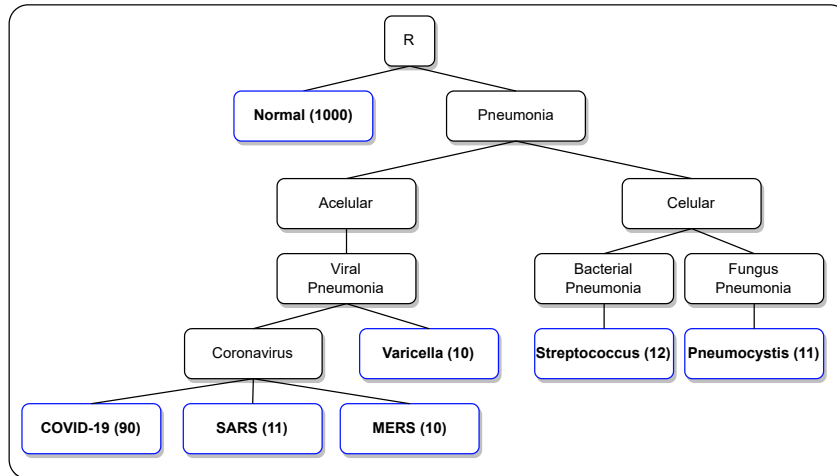 R
Normal (1000)
Pneumonia
Acelular
Celular
Viral
Pneumonia
Bacterial
Pneumonia
Fungus
Pneumonia
Coronavirus
Varicella (10)
Streptococcus (12)
Pneumocystis (11)
COVID-19 (90)
SARS (11)
MERS (10)